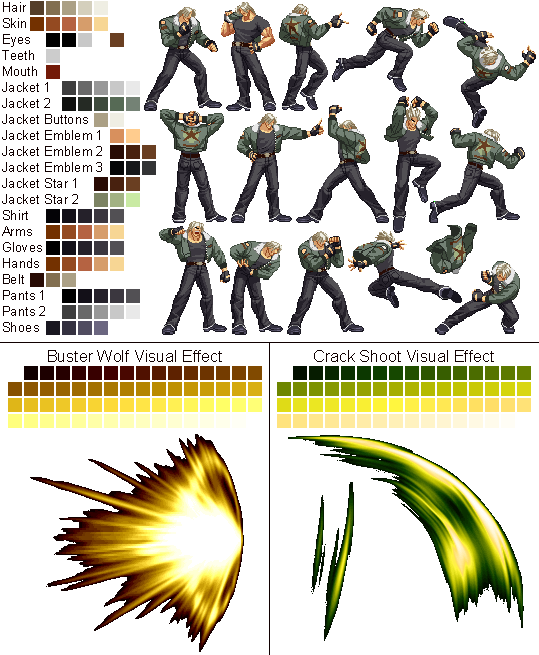 Hair
Skin
Eyes
Teeth
Mouth
Jacket 1
Jacket 2
Jacket Buttons
Jacket Emblem 1
Jacket Emblem 2
Jacket Emblem 3
Jacket Star 1
Jacket Star 2
Shirt
Arms
Gloves
Hands
Belt
Pants 1
Pants 2
Shoes
Buster Wolf Visual Effect
Crack Shoot Visual Effect